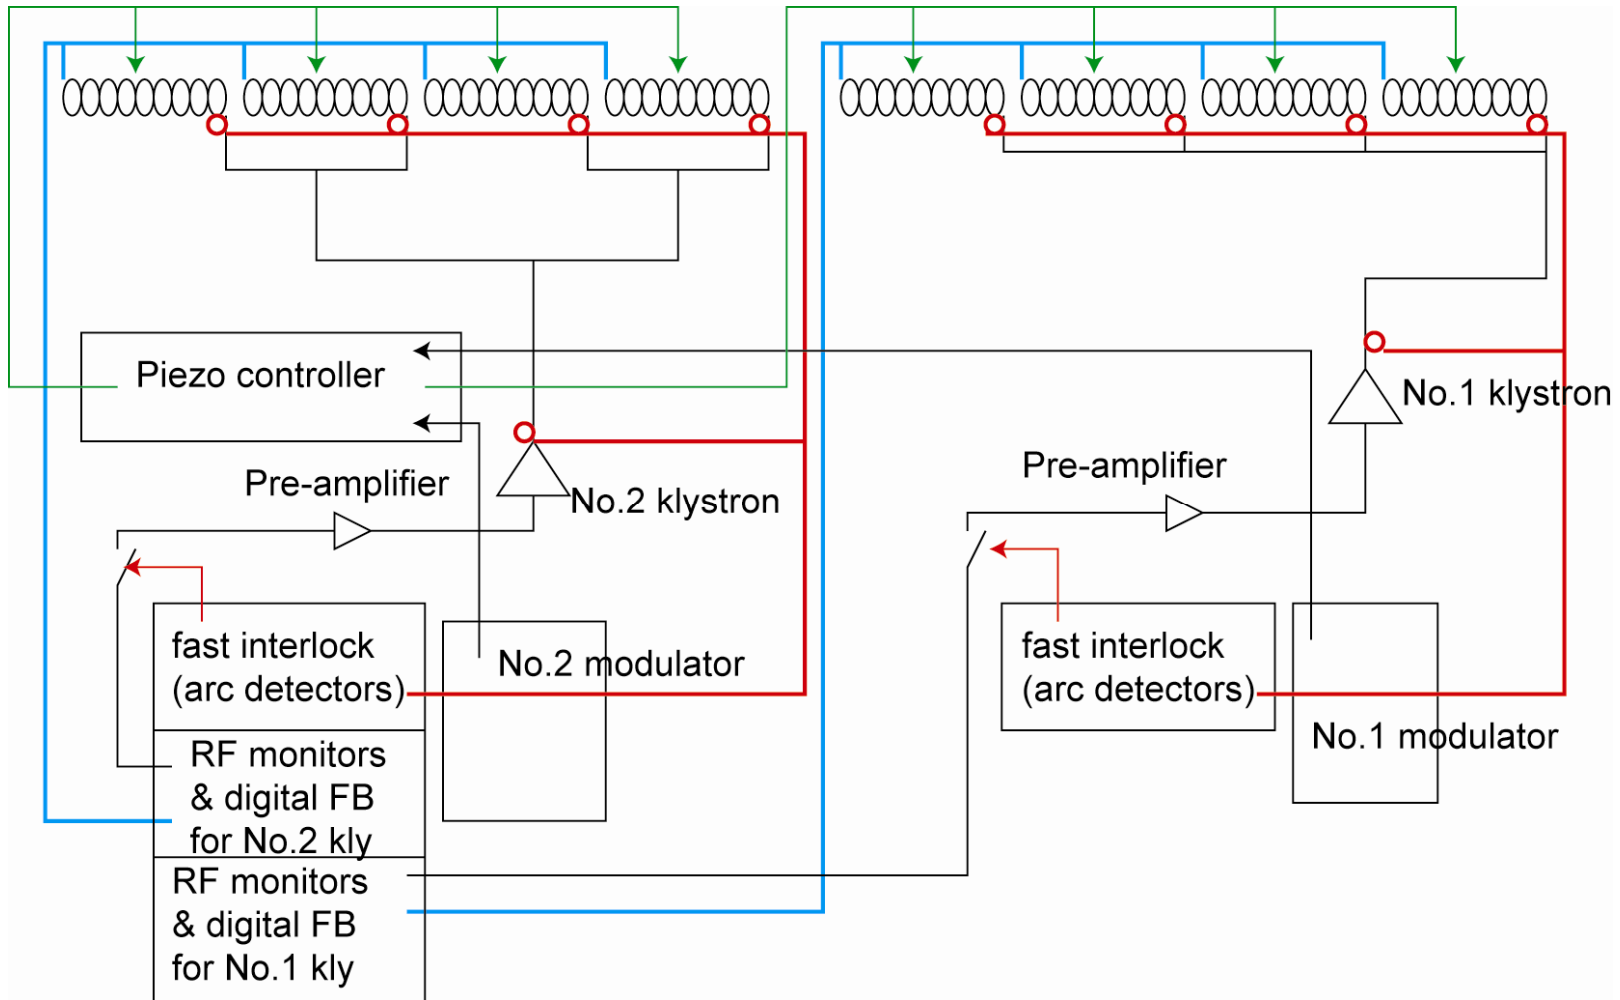 Piezo controller
No.1 klystron
Pre-amplifier
Pre-amplifier
No.2 klystron
fast interlock
(arc detectors)
No.2 modulator
fast interlock
(arc detectors)
No.1 modulator
RF monitors
& digital FB
for No.2 kly
RF monitors
& digital FB
for No.1 kly